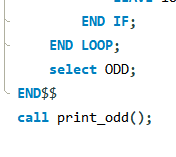 END IF;
END LOOP;
select ODD;
END$$
call print_odd();